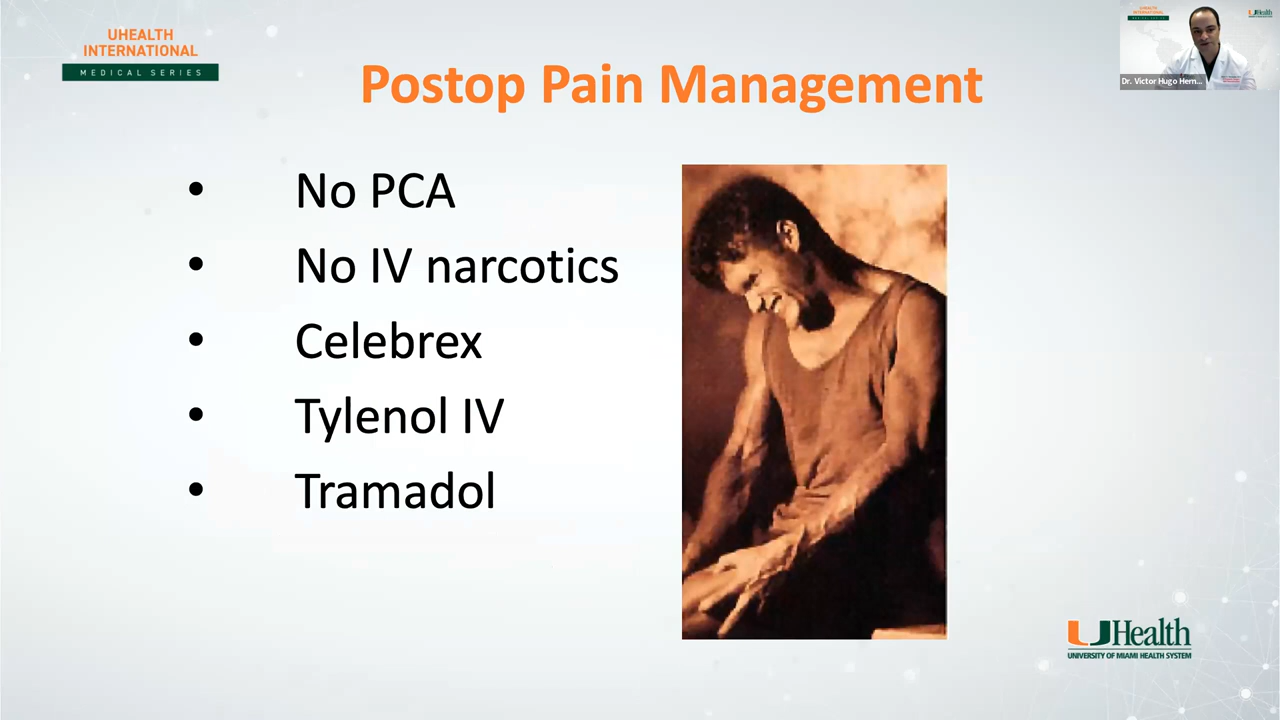 UHEALTH
INTERNATIONAL
MEDICAL SERIES
Postop Pain Management
Dr. Victor Hugo Hern...
• No PCA
• No IV narcotics
• Celebrex
• Tylenol IV
• Tramadol
UHealth
UNIVERSITY OF MIAMI HEALTH SYSTEM